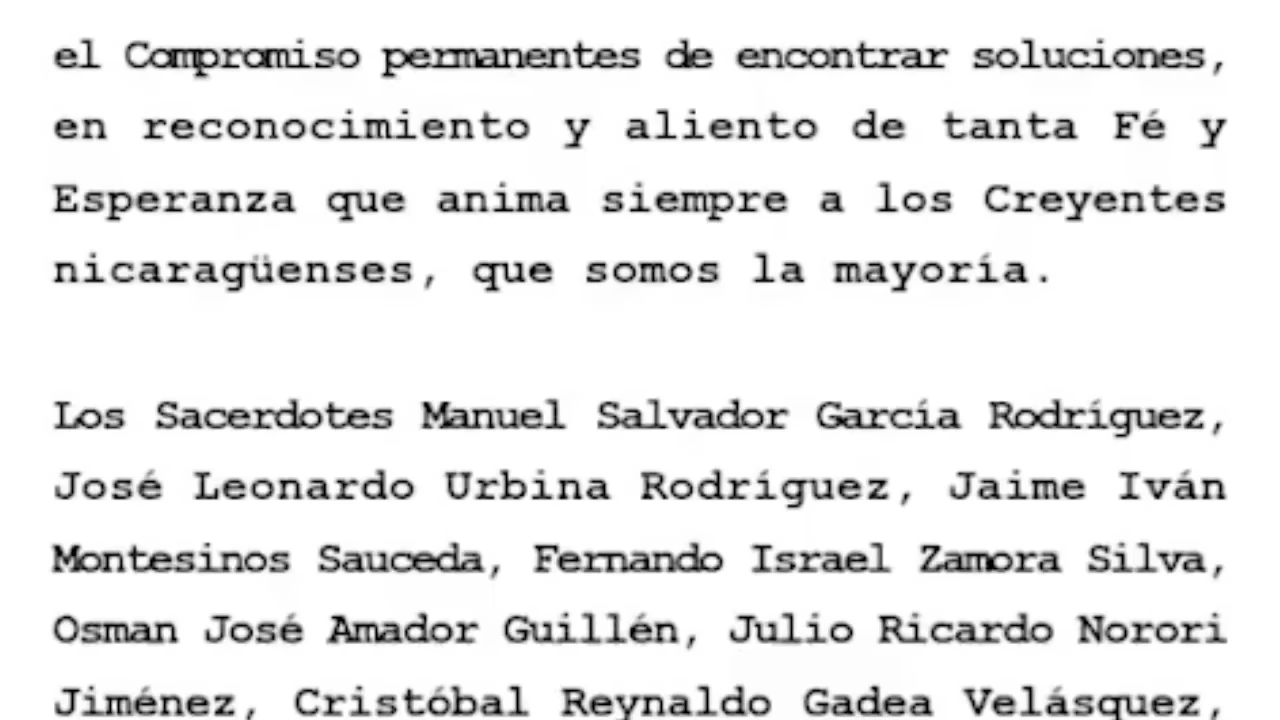 el Compromiso permanentes de encontrar soluciones,
en reconocimiento y aliento de tanta Fé y
Esperanza que anima siempre a los Creyentes
nicaragüenses, que somos la mayoría.
Los Sacerdotes Manuel Salvador García Rodríguez,
José Leonardo Urbina Rodríguez, Jaime Iván
Montesinos Sauceda, Fernando Israel Zamora Silva,
Osman José Amador Guillén, Julio Ricardo Norori
Jiménez, Cristóbal Reynaldo Gadea Velásquez,